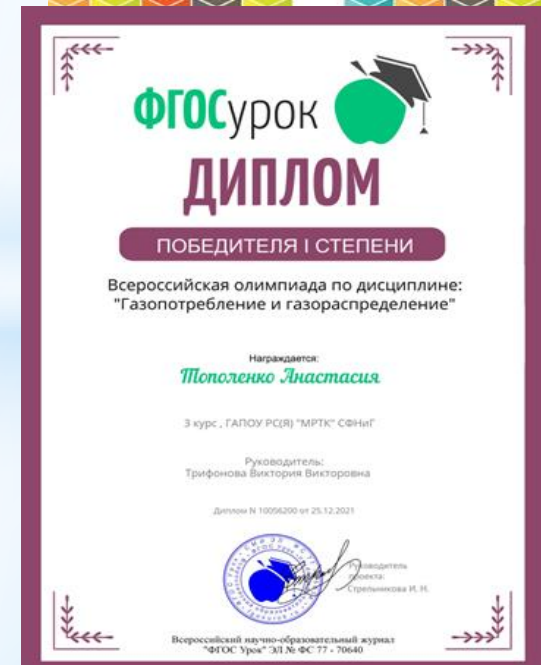 ФГОСурок
ДИПЛОМ
ПОБЕДИТЕЛЯ I СТЕПЕНИ
Всероссийская олимпиада по дисциплине:
"Газопотребление и газораспределение"
Награждается:
Тополенко Анастасия
3 курс , ГАПОУ РС(Я) "МРТК" СФНиГ
Руководитель:
Трифонова Виктория Викторовна
Диплом N 10056200 от 25.12.2021
Руководитель
проекта:
Стрельникова И. Н.
Всероссийский научно-образовательный журнал
"ФГОС Урок" ЭЛ № ФС 77 - 70640